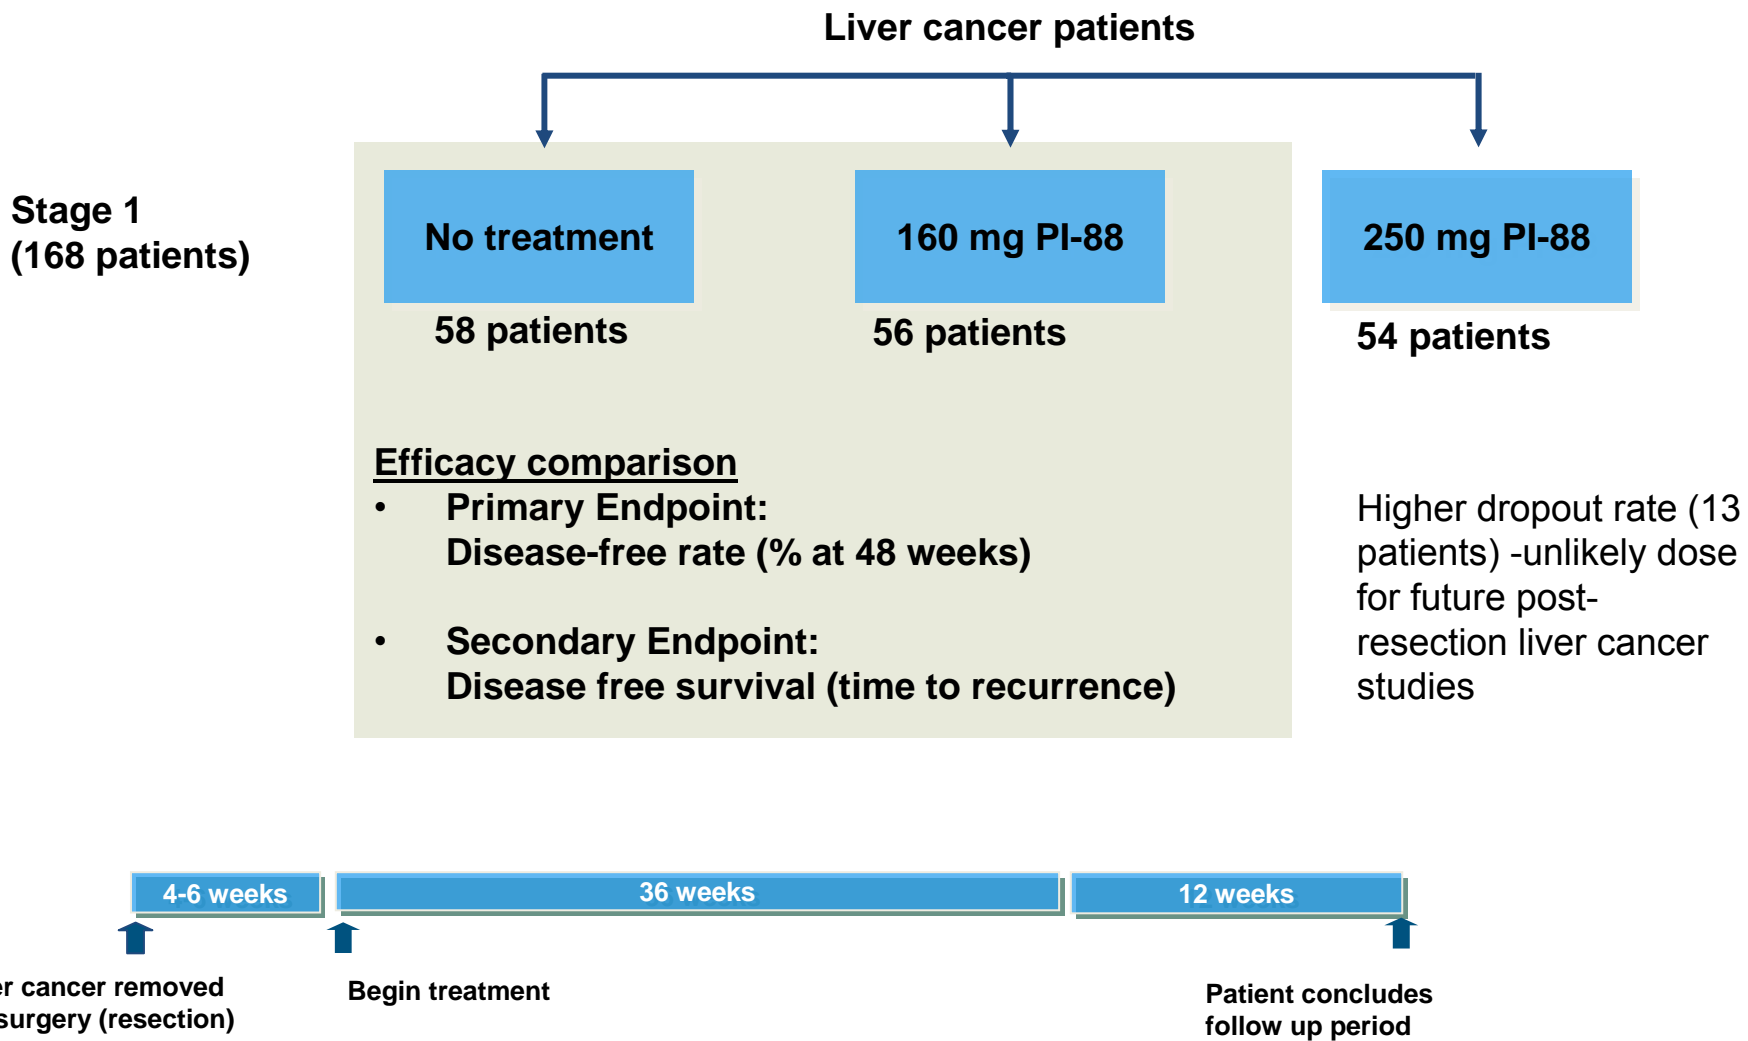 Liver cancer patients
Stage 1
(168 patients)
No treatment
160 mg PI-88
250 mg PI-88
58 patients
56 patients
54 patients
Efficacy comparison
• Primary Endpoint:
Disease-free rate (% at 48 weeks)
• Secondary Endpoint:
Disease free survival (time to recurrence)
Higher dropout rate (13
patients) -unlikely dose
for future post-
resection liver cancer
studies
4-6 weeks
36 weeks
12 weeks
cancer removed
surgery (resection)
Begin treatment
Patient concludes
follow up period